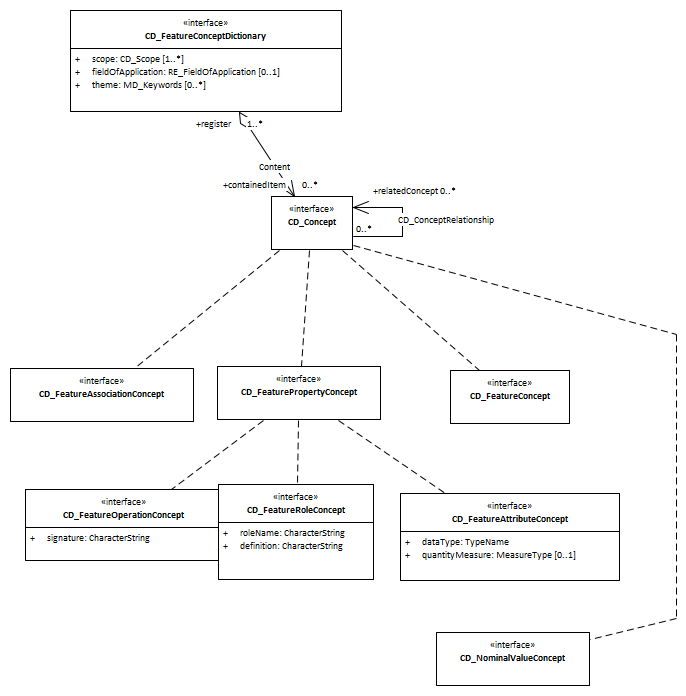 «interface»
CD_FeatureConceptDictionary
+ scope: CD_Scope [1..*]
+ fieldOfApplication: RE_FieldOfApplication [0..1]
+ theme: MD_Keywords [0..*]
+register 1..*
Content
+containedItem 0..*
+relatedConcept 0..*
«interface»
CD_Concept
CD_ConceptRelationship
0..*
«interface»
CD_FeatureAssociationConcept
«interface»
CD_FeaturePropertyConcept
«interface»
CD_FeatureConcept
«interface»
CD_FeatureOperationConcept
+ signature: CharacterString
«interface»
CD_FeatureRoleConcept
+ roleName: CharacterString
+ definition: CharacterString
«interface»
CD_FeatureAttributeConcept
+ dataType: TypeName
+ quantityMeasure: MeasureType [0..1]
«interface»
CD_NominalValueConcept